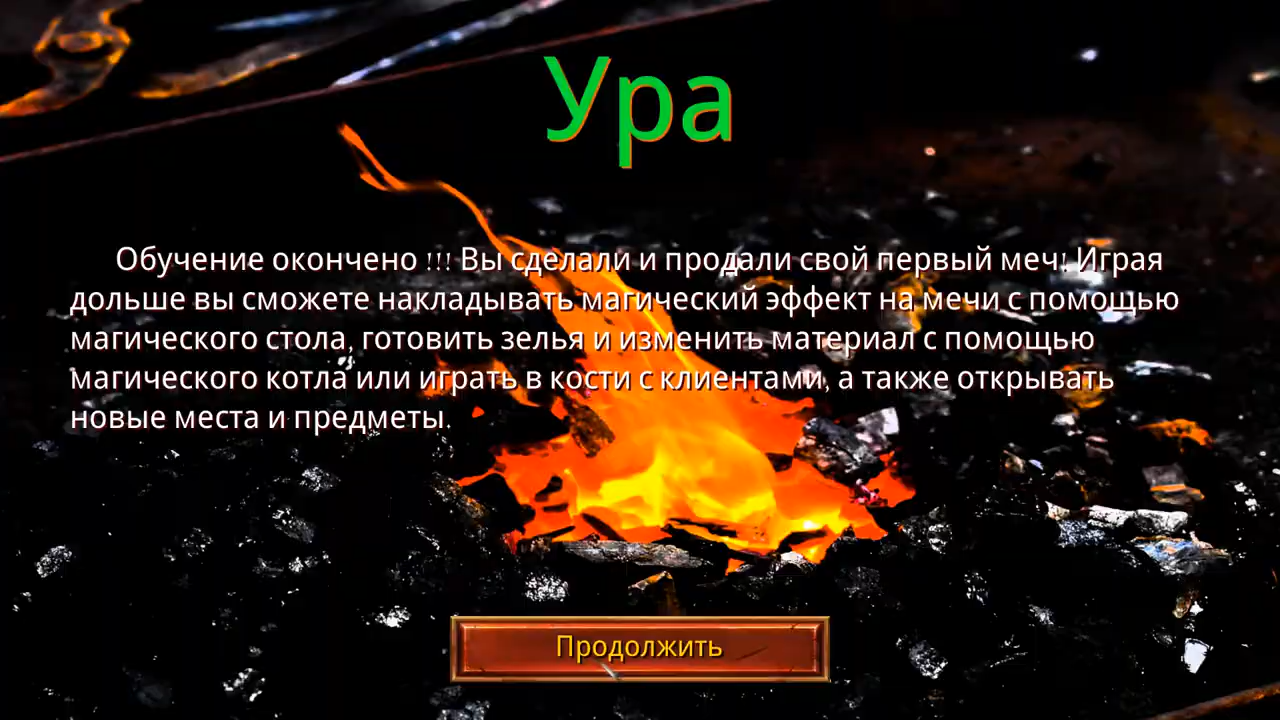 Ура
Обучение окончено !!! Вы сделали и продали свой первый меч! Играя
дольше вы сможете накладывать магический эффект на мечи с помощью
магического стола, готовить зелья и изменить материал с помощью
магического котла или играть в кости с клиентами, а также открывать
новые места и предметы.
Продолжить